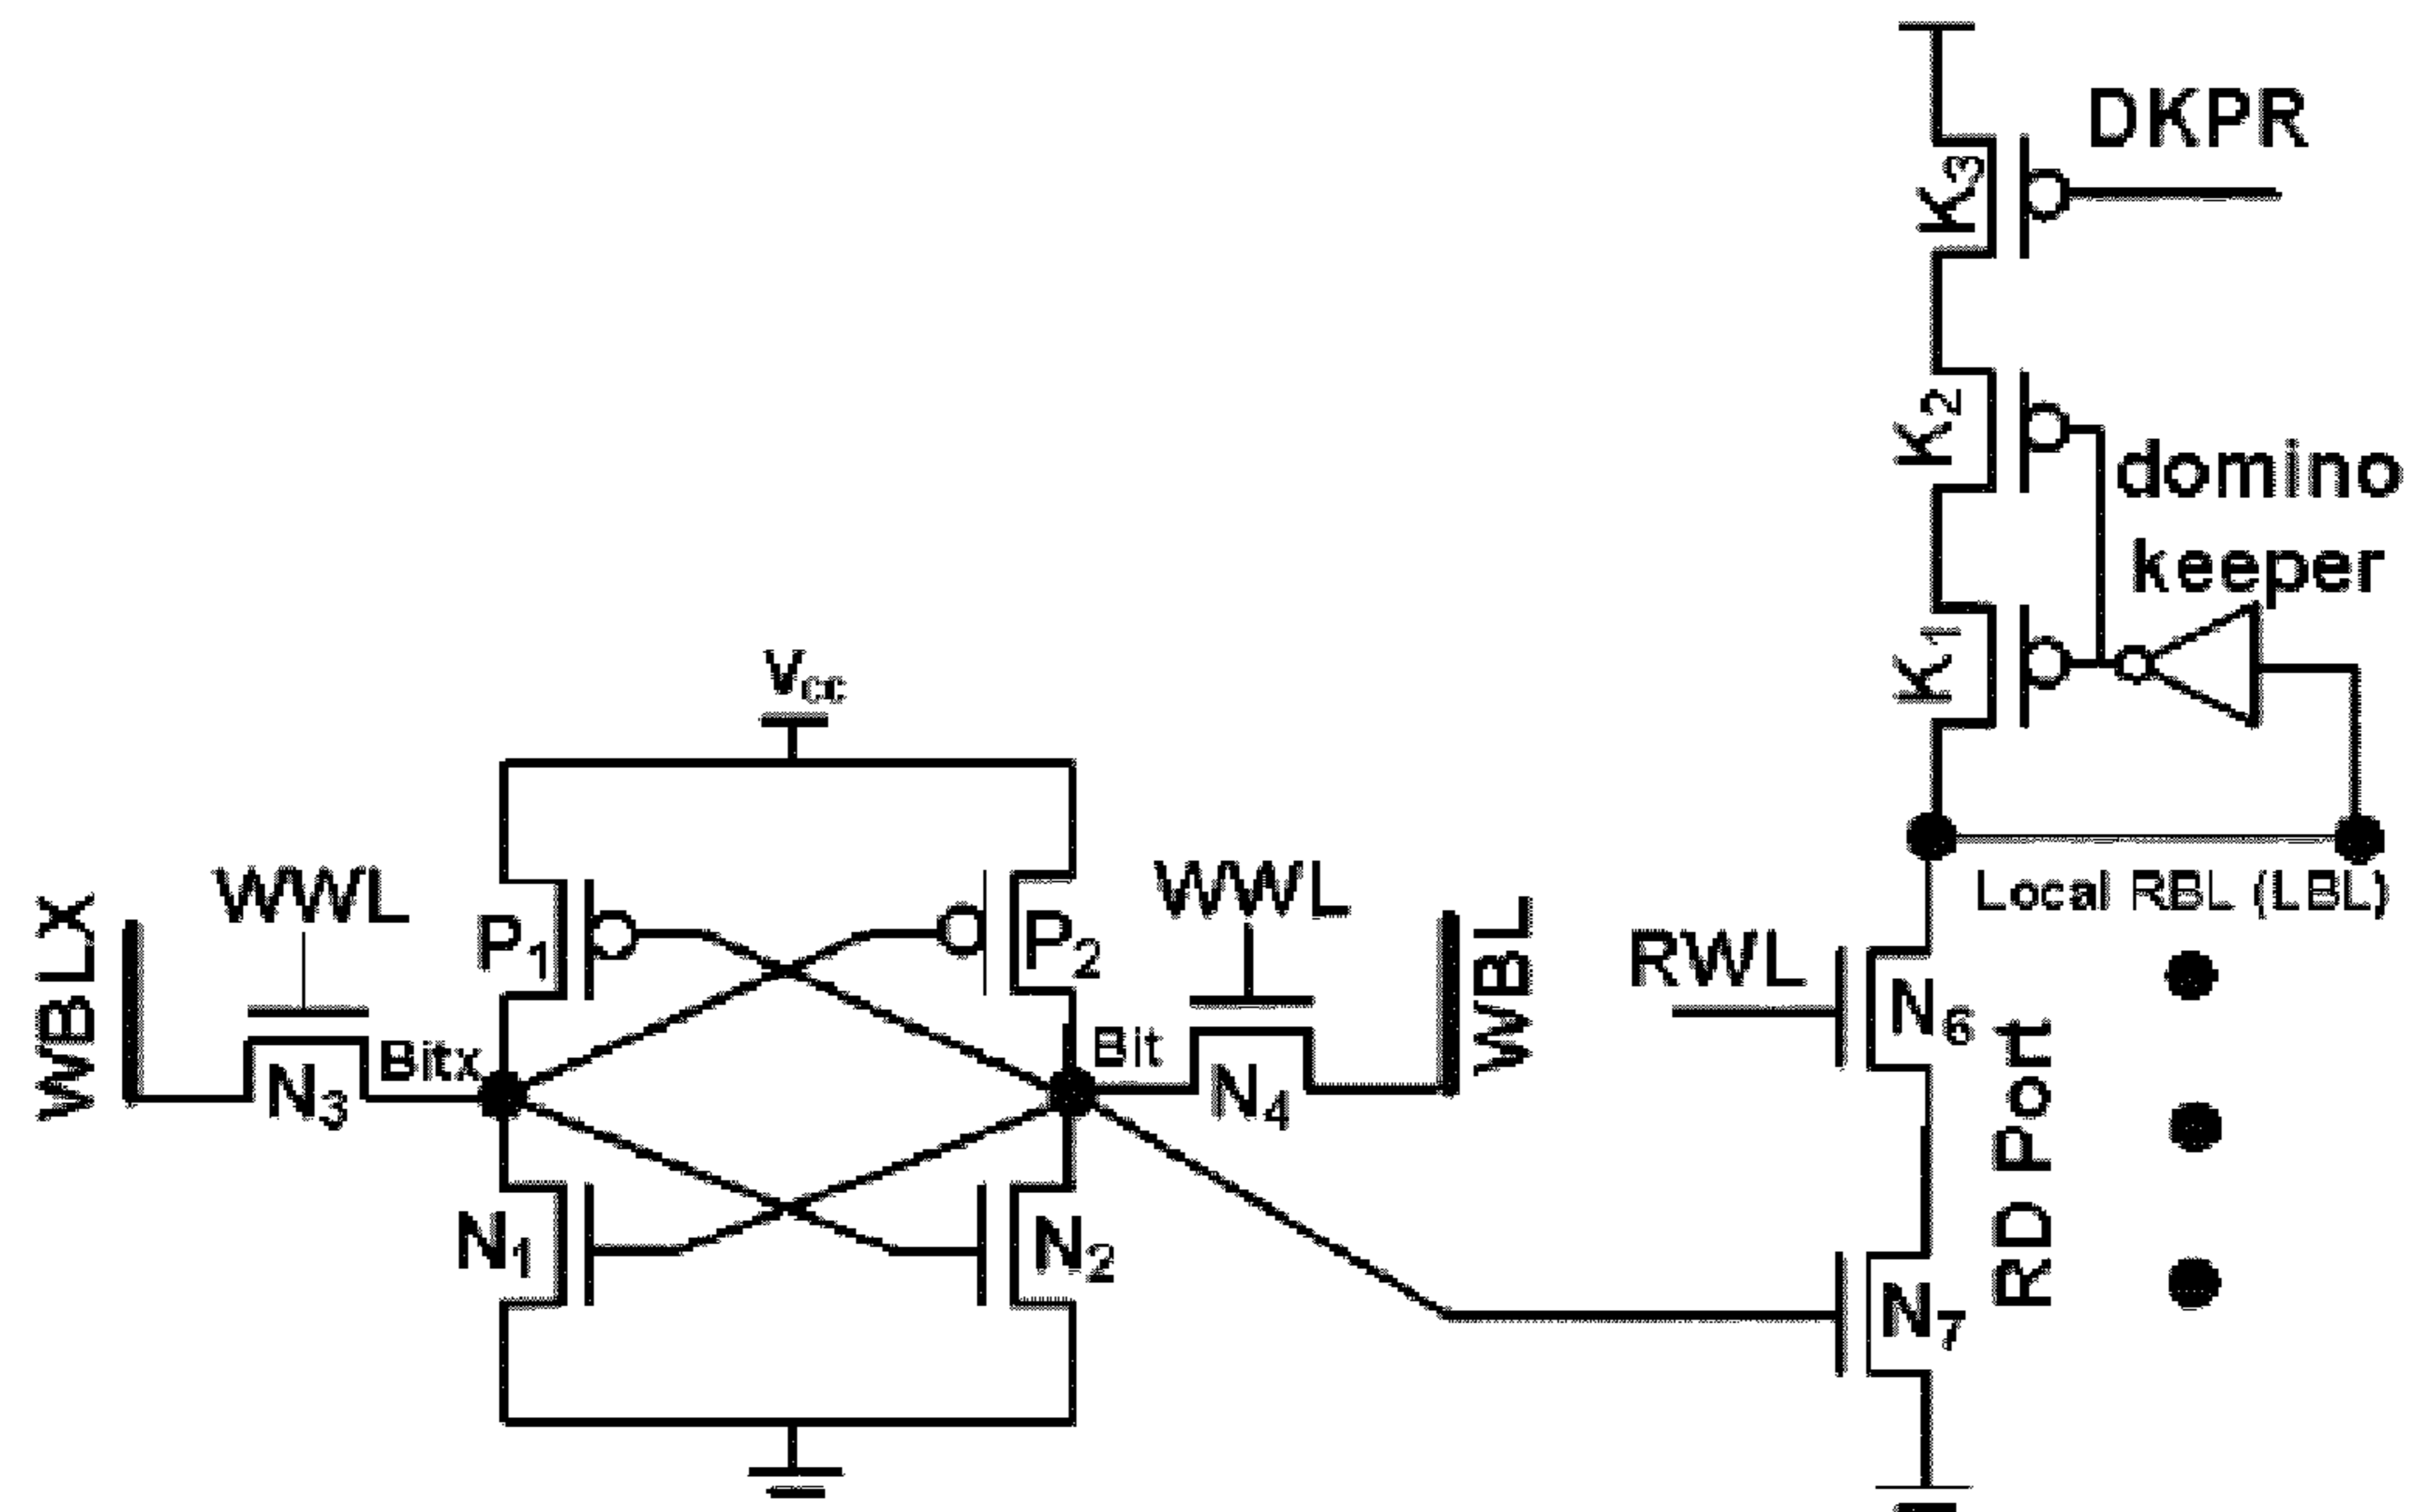 DKPR
K3
K2
domino
keeper
K1
Vcc
WWL
WBLX
P1
P2
WWL
WBL
Local RBL (LBL)
RWL
N6
Bitx
Bit
N3
N4
RD Port
N1
N2
N7